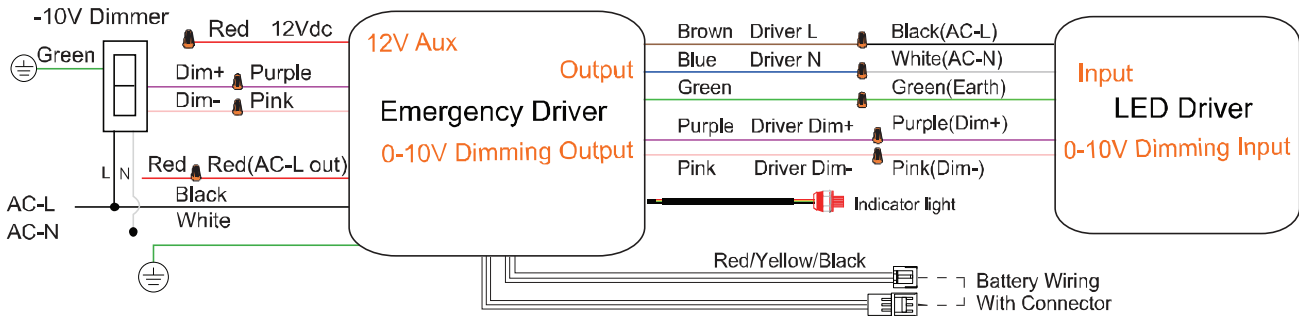 -10V Dimmer
Green
Red 12Vdc
Dim+ Purple
Dim- Pink
L N
Red Red(AC-L out)
Black
AC-L
White
AC-N
12V Aux
Output
Emergency Driver
0-10V Dimming Output
Brown Driver L Black(AC-L)
Blue Driver N White(AC-N)
Green Green(Earth)
Purple Driver Dim+ Purple(Dim+)
Pink Driver Dim- Pink(Dim-)
Indicator light
Input
LED Driver
0-10V Dimming Input
Red/Yellow/Black
Battery Wiring
With Connector